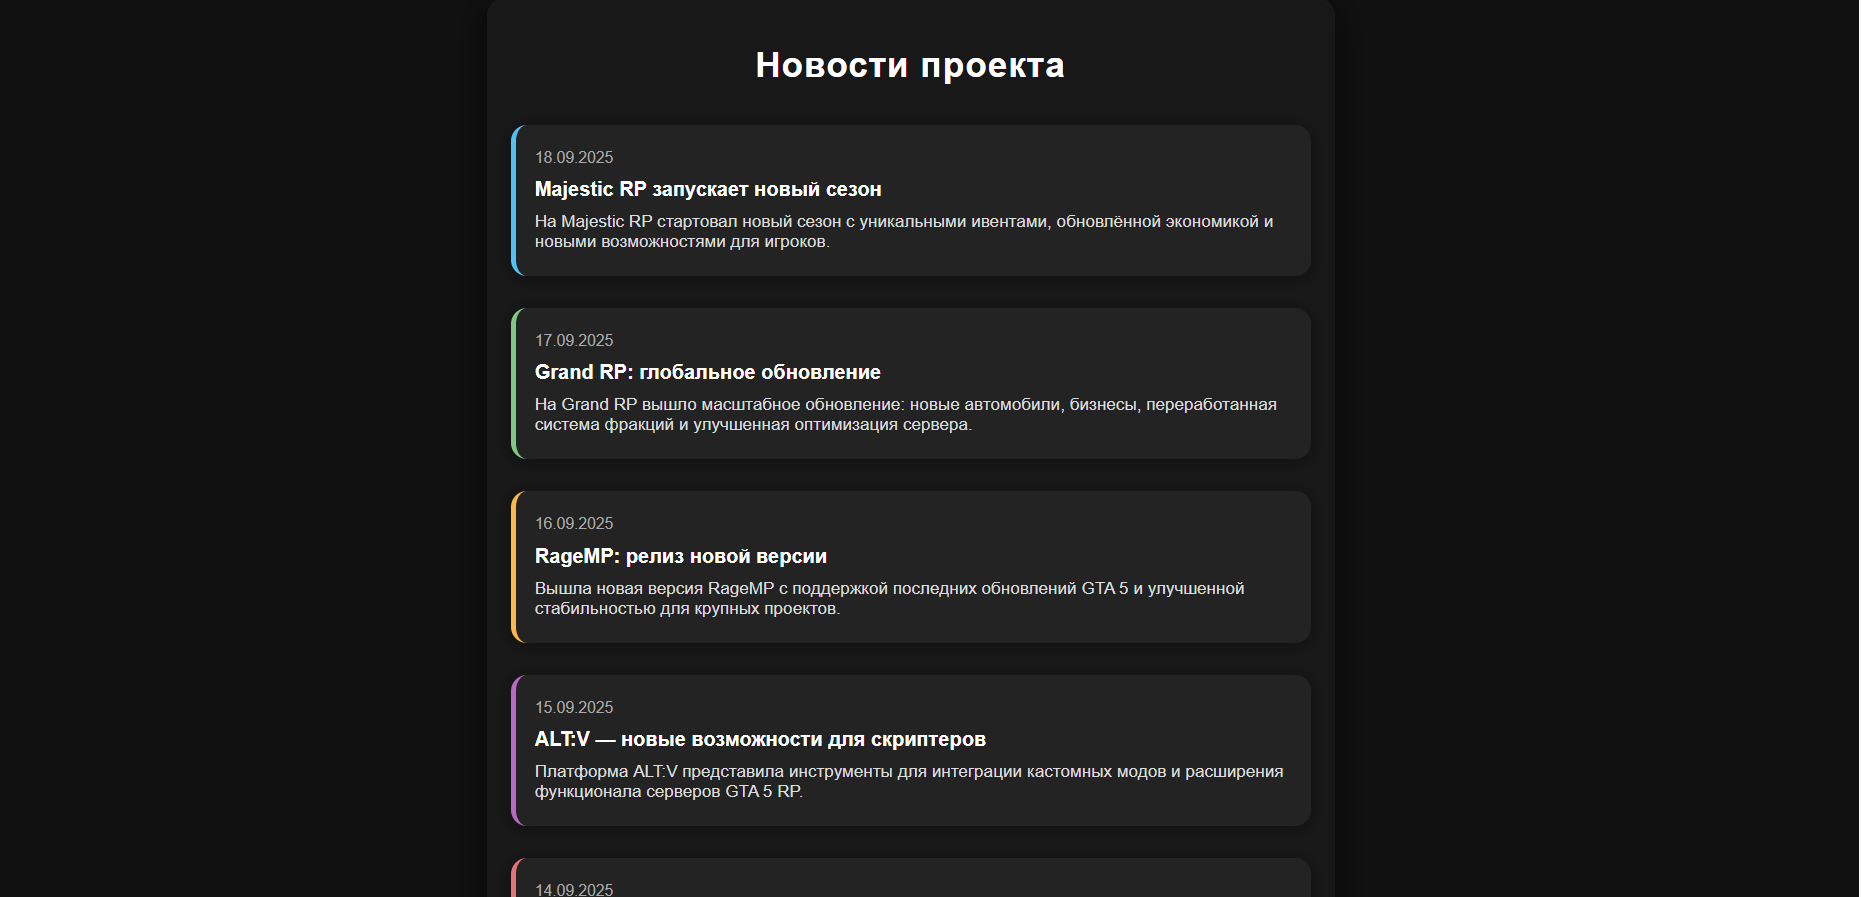 Новости проекта
18.09.2025
Majestic RP запускает новый сезон
На Majestic RP стартовал новый сезон с уникальными ивентами, обновлённой экономикой и
новыми возможностями для игроков.
17.09.2025
Grand RP: глобальное обновление
На Grand RP вышло масштабное обновление: новые автомобили, бизнесы, переработанная
система фракций и улучшенная оптимизация сервера.
16.09.2025
RageMP: релиз новой версии
Вышла новая версия RageMP с поддержкой последних обновлений GTA 5 и улучшенной
стабильностью для крупных проектов.
15.09.2025
ALT:V — новые возможности для скриптеров
Платформа ALT:V представила инструменты для интеграции кастомных модов и расширения
функционала серверов GTA 5 RP.
14.09.2025